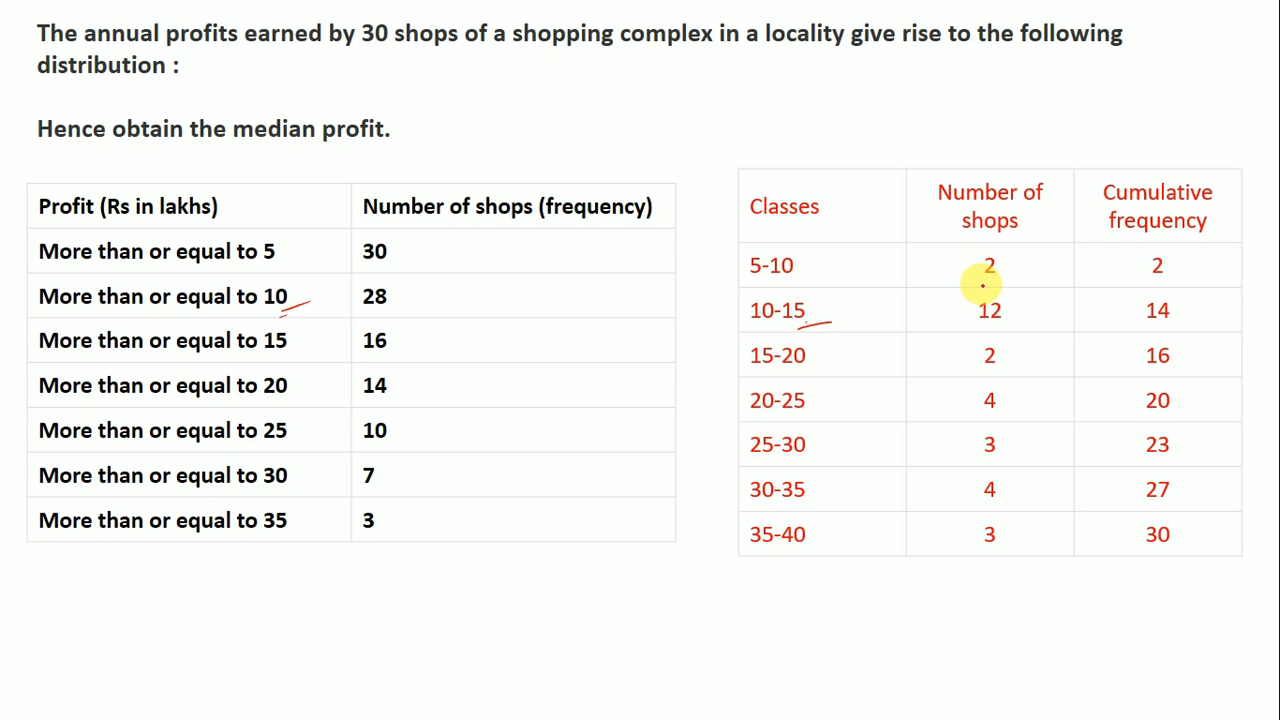 The annual profits earned by 30 shops of a shopping complex in a locality give rise to the following
distribution :
Hence obtain the median profit.
Profit (Rs in lakhs) Number of shops (frequency)
More than or equal to 5 30
More than or equal to 10 28
More than or equal to 15 16
More than or equal to 20 14
More than or equal to 25 10
More than or equal to 30 7
More than or equal to 35 3
Classes Number of shops Cumulative frequency
5-10 2 2
10-15 12 14
15-20 2 16
20-25 4 20
25-30 3 23
30-35 4 27
35-40 3 30